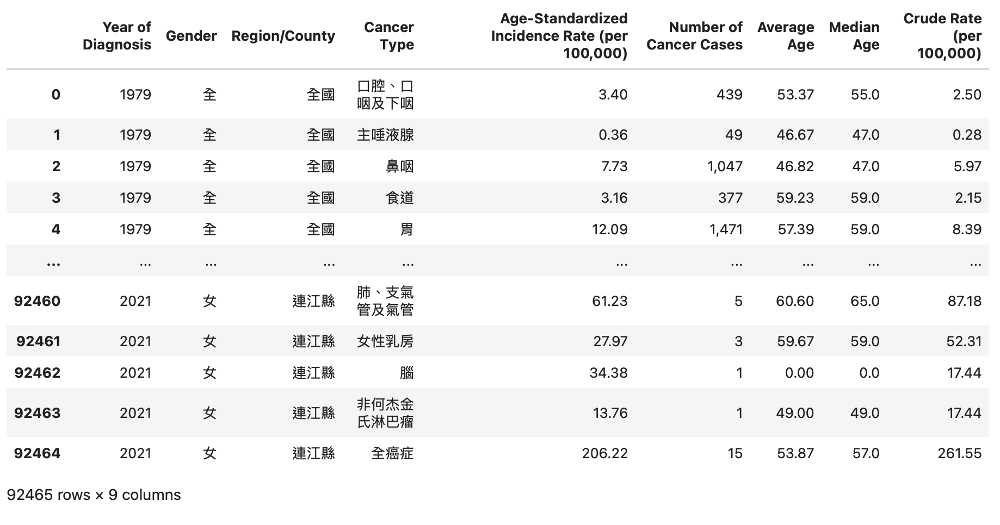 Year of Diagnosis Gender Region/County Cancer Type Age-Standardized Incidence Rate (per 100,000) Number of Cancer Cases Average Age Median Age Crude Rate (per 100,000)
0 1979 全 全國 口腔、口咽及下咽 3.40 439 53.37 55.0 2.50
1 1979 全 全國 主唾液腺 0.36 49 46.67 47.0 0.28
2 1979 全 全國 鼻咽 7.73 1,047 46.82 47.0 5.97
3 1979 全 全國 食道 3.16 377 59.23 59.0 2.15
4 1979 全 全國 胃 12.09 1,471 57.39 59.0 8.39
... ... ... ... ... ... ... ... ... ...
92460 2021 女 連江縣 肺、支氣管及氣管 61.23 5 60.60 65.0 87.18
92461 2021 女 連江縣 女性乳房 27.97 3 59.67 59.0 52.31
92462 2021 女 連江縣 腦 34.38 1 0.00 0.0 17.44
92463 2021 女 連江縣 非何杰金氏淋巴瘤 13.76 1 49.00 49.0 17.44
92464 2021 女 連江縣 全癌症 206.22 15 53.87 57.0 261.55
92465 rows × 9 columns